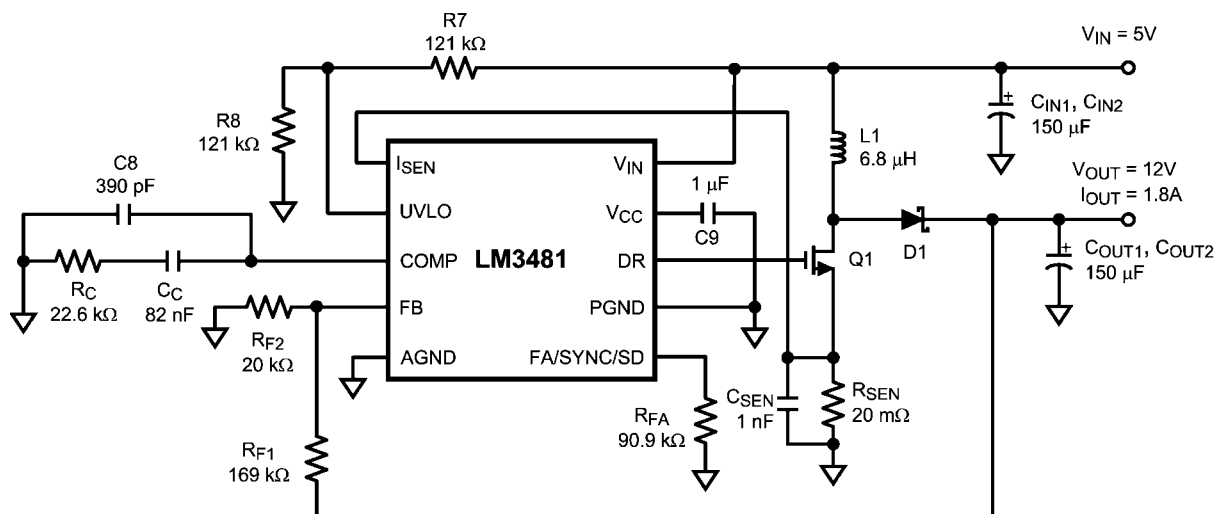 R7
121 kΩ
V_IN = 5V
R8
121 kΩ
C_IN1, C_IN2
+
150 μF
L1
6.8 μH
C8
390 pF
I_SEN
V_IN
1 μF
V_OUT = 12V
I_OUT = 1.8A
UVLO
V_CC
C9
D1
COMP
LM3481
DR
Q1
+
C_OUT1, C_OUT2
150 μF
R_C
22.6 kΩ
C_C
82 nF
FB
PGND
R_F2
20 kΩ
AGND
FA/SYNC/SD
C_SEN
1 nF
R_SEN
20 mΩ
R_FA
90.9 kΩ
R_F1
169 kΩ